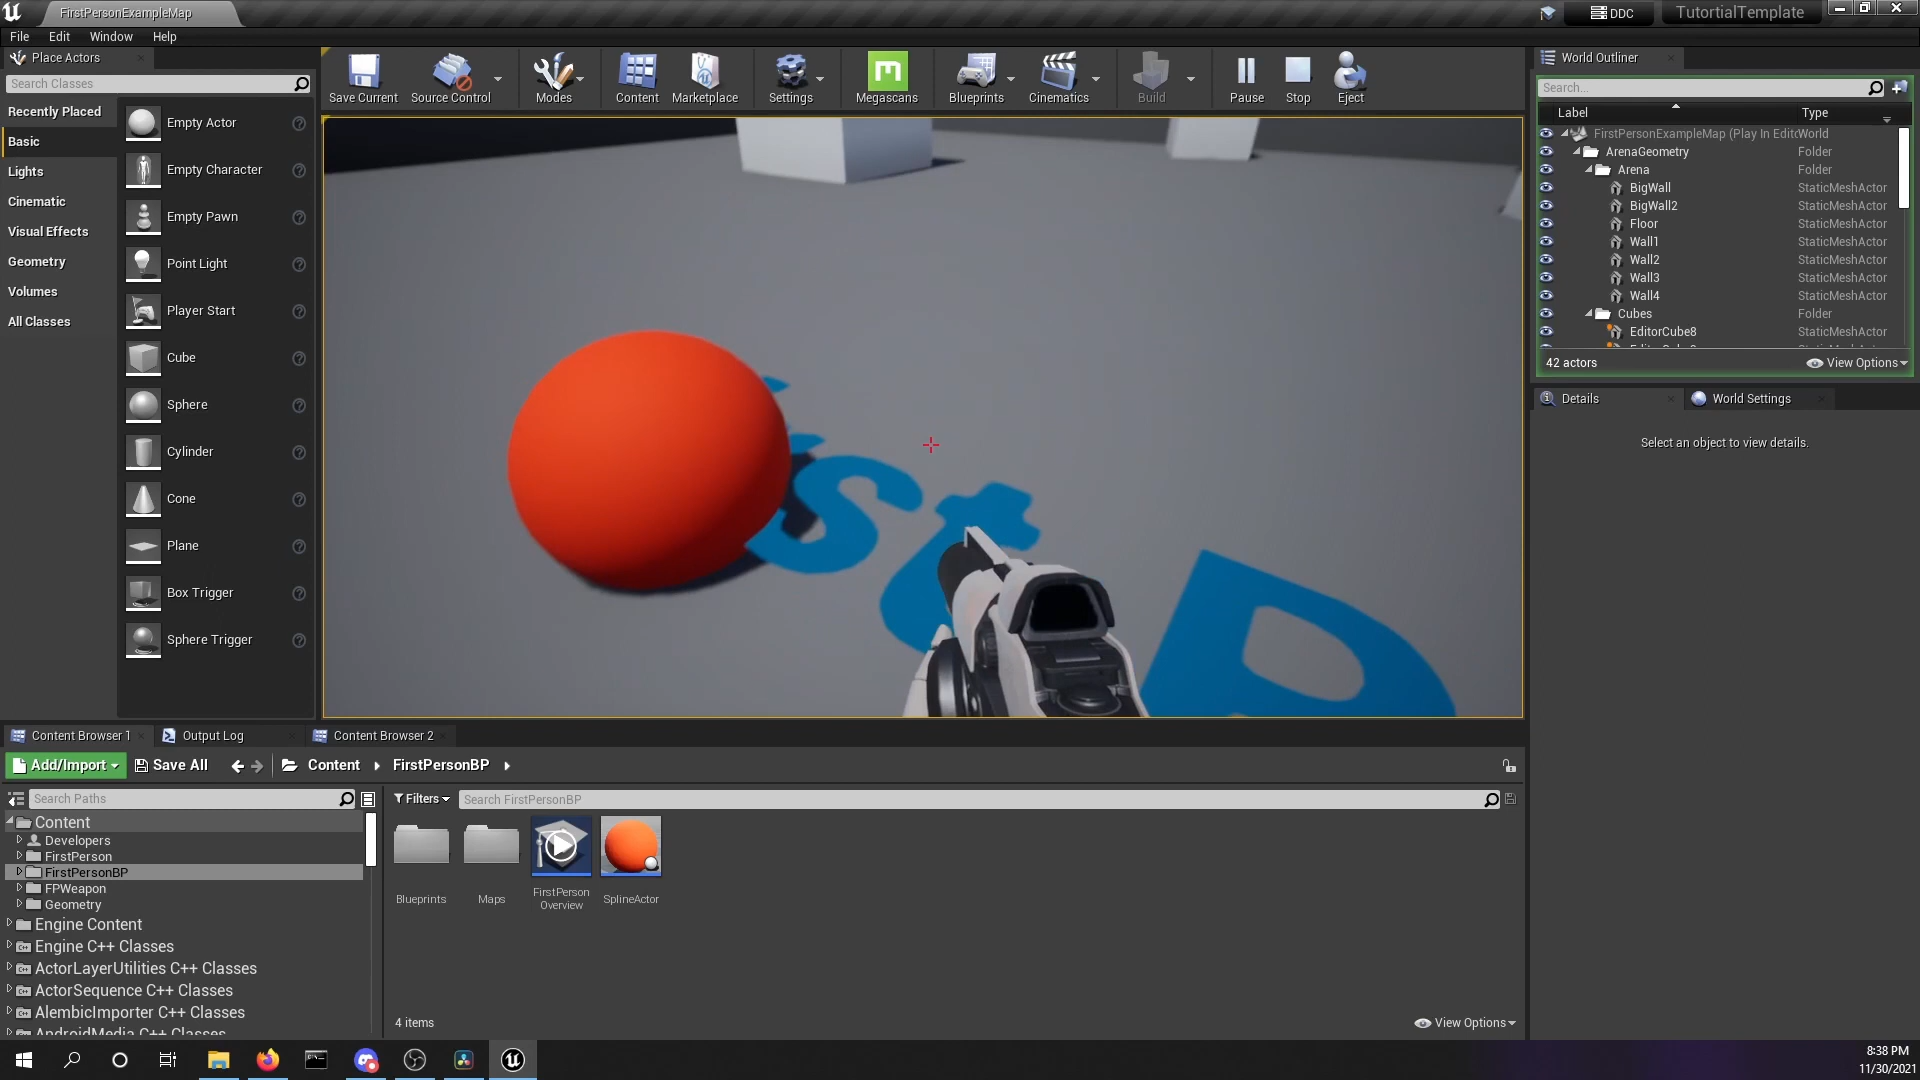 FirstPersonExampleMap
DDC
TutortialTemplate
File Edit Window Help
Place Actors
Search Classes
Recently Placed
Basic
Lights
Cinematic
Visual Effects
Geometry
Volumes
All Classes
Empty Actor
Empty Character
Empty Pawn
Point Light
Player Start
Cube
Sphere
Cylinder
Cone
Plane
Box Trigger
Sphere Trigger
Save Current Source Control Modes Content Marketplace Settings Megascans Blueprints Cinematics Build Pause Stop Eject
st P
World Outliner
Search...
Label Type
FirstPersonExampleMap (Play In Edito World
ArenaGeometry Folder
Arena Folder
BigWall StaticMeshActor
BigWall2 StaticMeshActor
Floor StaticMeshActor
Wall1 StaticMeshActor
Wall2 StaticMeshActor
Wall3 StaticMeshActor
Wall4 StaticMeshActor
Cubes Folder
EditorCube8 StaticMeshActor
42 actors View Options
Details World Settings
Select an object to view details.
Content Browser 1 Output Log Content Browser 2
Add/Import Save All Content FirstPersonBP
Search Paths
Content
Developers
FirstPerson
FirstPersonBP
FPWeapon
Geometry
Engine Content
Engine C++ Classes
ActorLayerUtilities C++ Classes
ActorSequence C++ Classes
AlembicImporter C++ Classes
AndroidMedia C++ Classes
Filters Search FirstPersonBP
Blueprints
Maps
FirstPerson
Overview
SplineActor
4 items View Options
8:38 PM
11/30/2021